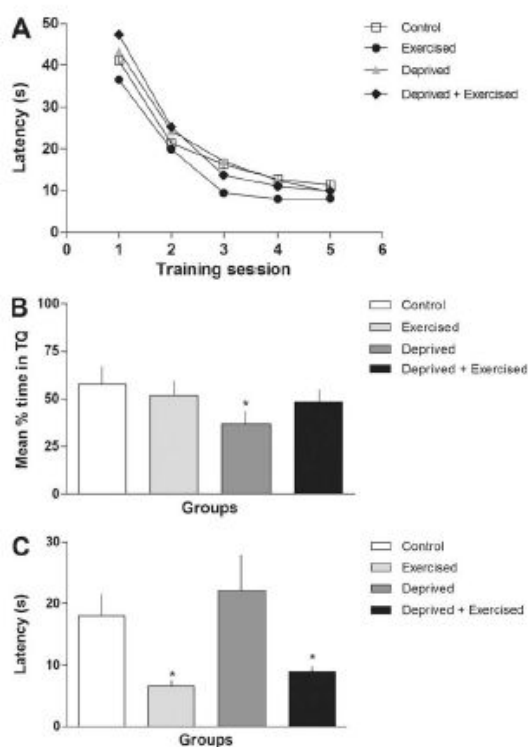 A
Latency (s)
50
40
30
20
10
0
0 1 2 3 4 5 6
Training session
Control
Exercised
Deprived
Deprived + Exercised
B
Mean % time in TQ
100
75
50
25
0
*
Groups
Control
Exercised
Deprived
Deprived + Exercised
C
Latency (s)
30
20
10
0
* *
Groups
Control
Exercised
Deprived
Deprived + Exercised